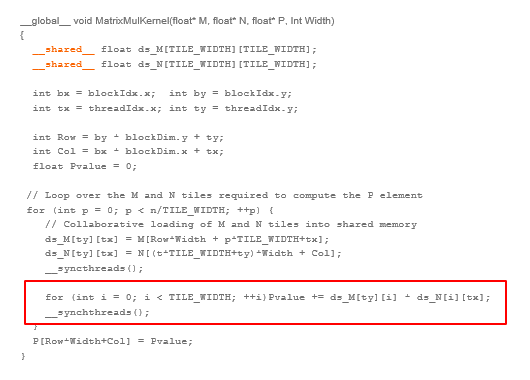 __global__ void MatrixMulKernel(float* M, float* N, float* P, Int Width)
{
__shared__ float ds_M[TILE_WIDTH][TILE_WIDTH];
__shared__ float ds_N[TILE_WIDTH][TILE_WIDTH];
int bx = blockIdx.x; int by = blockIdx.y;
int tx = threadIdx.x; int ty = threadIdx.y;
int Row = by * blockDim.y + ty;
int Col = bx * blockDim.x + tx;
float Pvalue = 0;
// Loop over the M and N tiles required to compute the P element
for (int p = 0; p < n/TILE_WIDTH; ++p) {
// Collaborative loading of M and N tiles into shared memory
ds_M[ty][tx] = M[Row*Width + p*TILE_WIDTH+tx];
ds_N[ty][tx] = N[(t*TILE_WIDTH+ty)*Width + Col];
__syncthreads();
for (int i = 0; i < TILE_WIDTH; ++i)Pvalue += ds_M[ty][i] * ds_N[i][tx];
__synchthreads();
}
P[Row*Width+Col] = Pvalue;
}